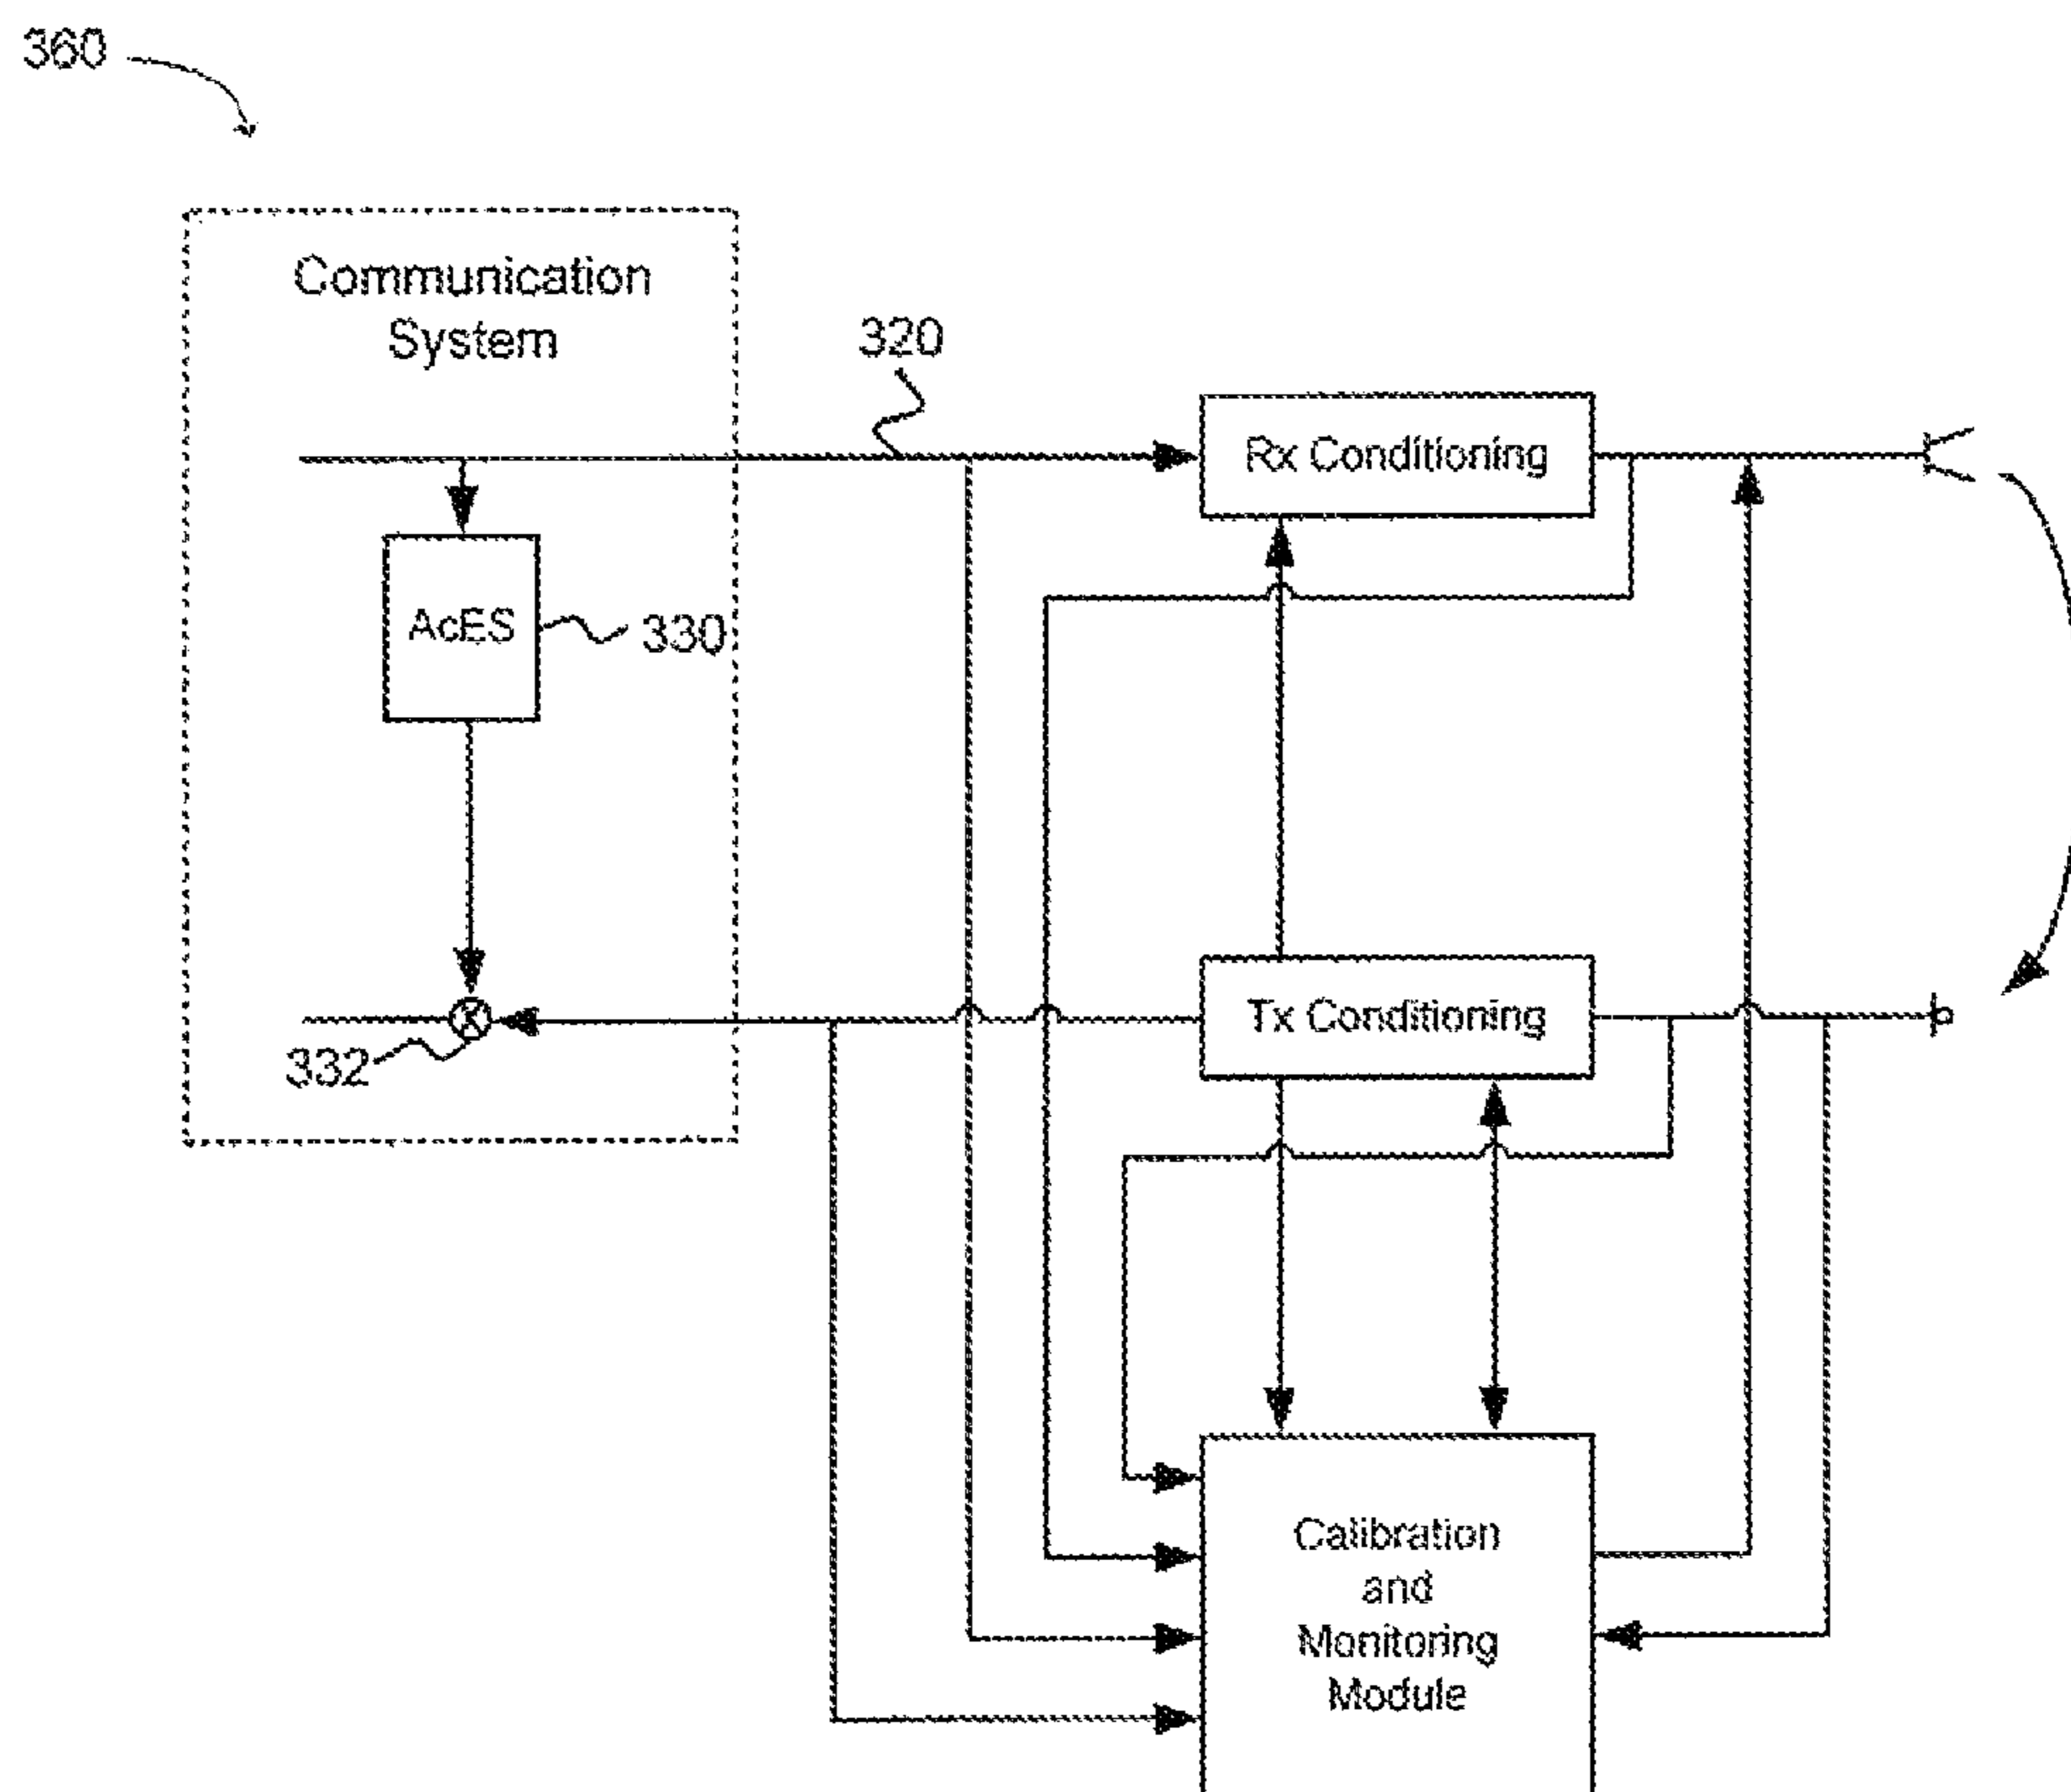 360
Communication
System
320
Rx Conditioning
AcES
330
Tx Conditioning
332
Calibration
and
Monitoring
Module